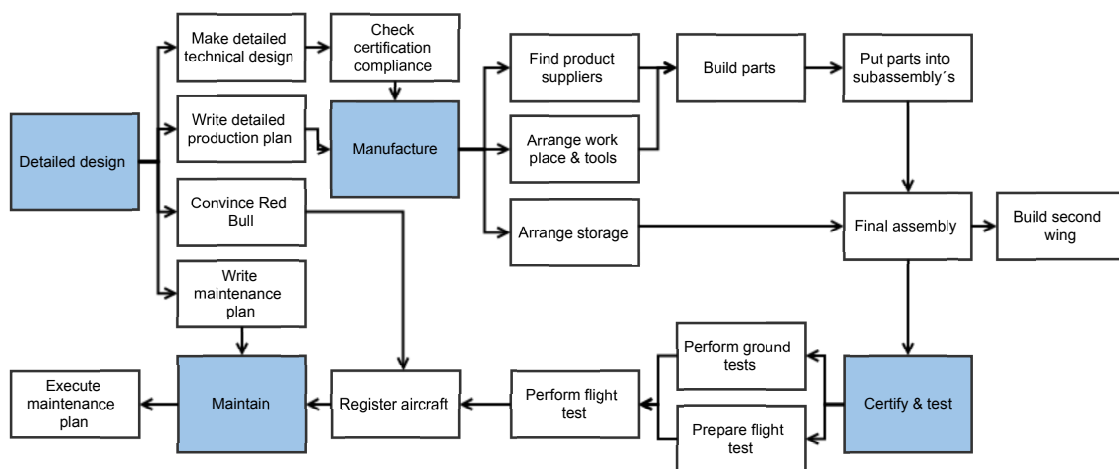 Make detailed
technical design
Check
certification
compliance
Find product
suppliers
Build parts
Put parts into
subassembly´s
Detailed design
Write detailed
production plan
Manufacture
Arrange work
place & tools
Convince Red
Bull
Arrange storage
Final assembly
Build second
wing
Write
maintenance
plan
Execute
maintenance
plan
Maintain
Register aircraft
Perform flight
test
Perform ground
tests
Prepare flight
test
Certify & test